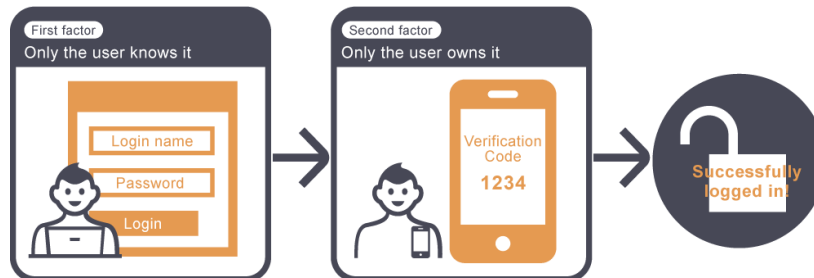 First factor
Only the user knows it
Login name
Password
Login
Second factor
Only the user owns it
Verification
Code
1234
Successfully
logged in!